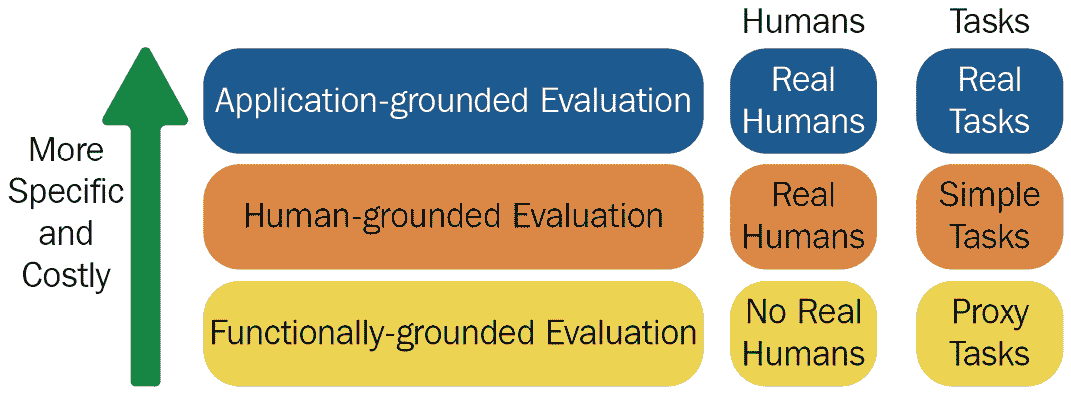 Humans
Tasks
More
Specific
and
Costly
Application-grounded Evaluation
Real
Humans
Real
Tasks
Human-grounded Evaluation
Real
Humans
Simple
Tasks
Functionally-grounded Evaluation
No Real
Humans
Proxy
Tasks